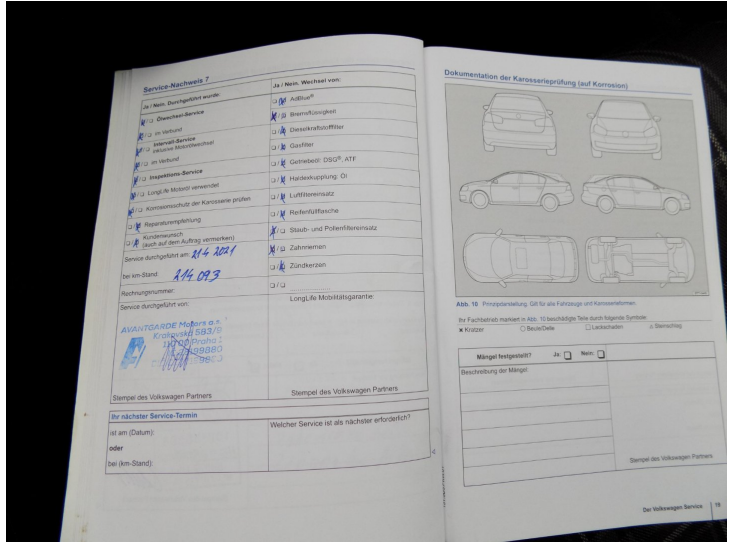 Service-Nachweis 7
Ja / Nein. Durchgeführt wurde:
Ölwechsel-Service
im Verbund
Intervall-Service
inklusive Motorölwechsel
im Verbund
Inspektions-Service
LongLife Motoröl verwendet
Korrosionsschutz der Karosserie prüfen
Reparaturempfehlung
Kundenwunsch
(auch auf dem Auftrag vermerken)
Service durchgeführt am: 21 4 2021
bei km-Stand: 214 093
Rechnungsnummer:
Service durchgeführt von:
AVANTGARDE Motors a.s.
Krakovská 583/9
110 00 Praha 1
Stempel des Volkswagen Partners
Ja / Nein. Wechsel von:
AdBlue®
Bremsflüssigkeit
Dieselkraftstofffilter
Gasfilter
Getriebeöl: DSG®, ATF
Haldexkupplung: Öl
Luftfiltereinsatz
Reifenfüllflasche
Staub- und Pollenfiltereinsatz
Zahnriemen
Zündkerzen
LongLife Mobilitätsgarantie:
Stempel des Volkswagen Partners
Ihr nächster Service-Termin
ist am (Datum):
oder
bei (km-Stand):
Welcher Service ist als nächster erforderlich?
Dokumentation der Karosserieprüfung (auf Korrosion)
Abb. 10 Prinzipdarstellung. Gilt für alle Fahrzeuge und Karosserieformen.
Ihr Fachbetrieb markiert in Abb. 10 beschädigte Teile durch folgende Symbole:
Kratzer Beule/Delle Lackschaden Steinschlag
Mängel festgestellt? Ja: Nein:
Beschreibung der Mängel:
Stempel des Volkswagen Partners
Der Volkswagen Service